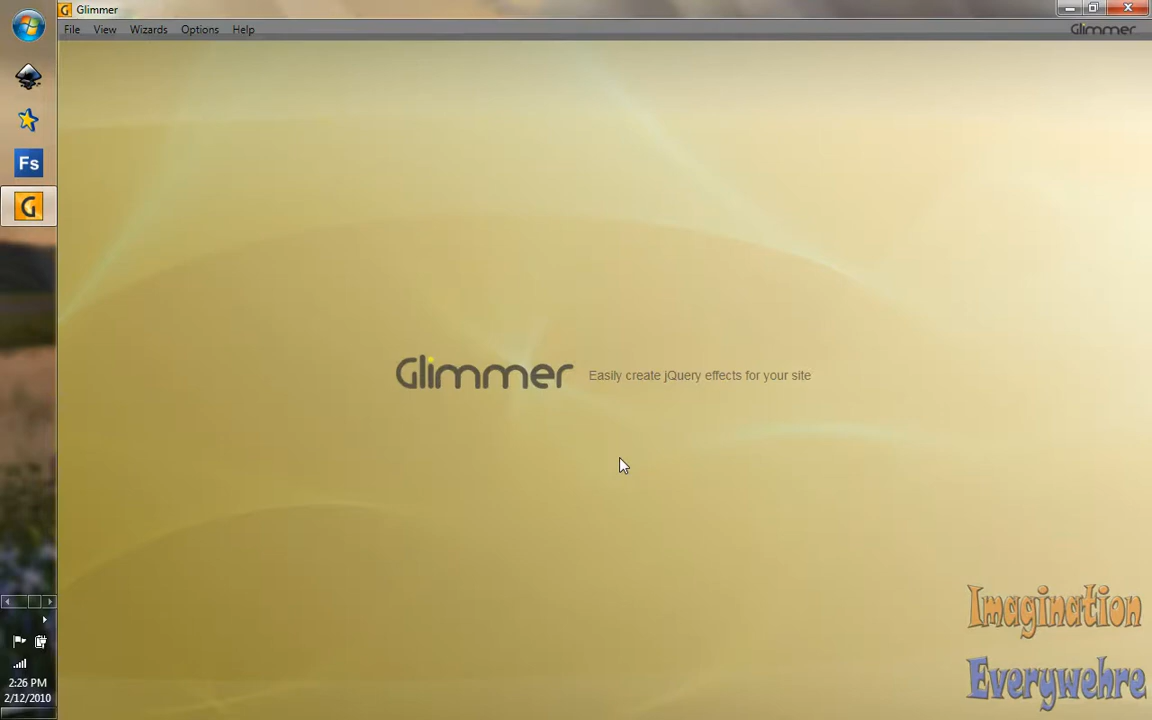 Glimmer
File View Wizards Options Help
Glimmer
Fs
G
Glimmer Easily create jQuery effects for your site
Imagination
Everywehre
2:26 PM
2/12/2010